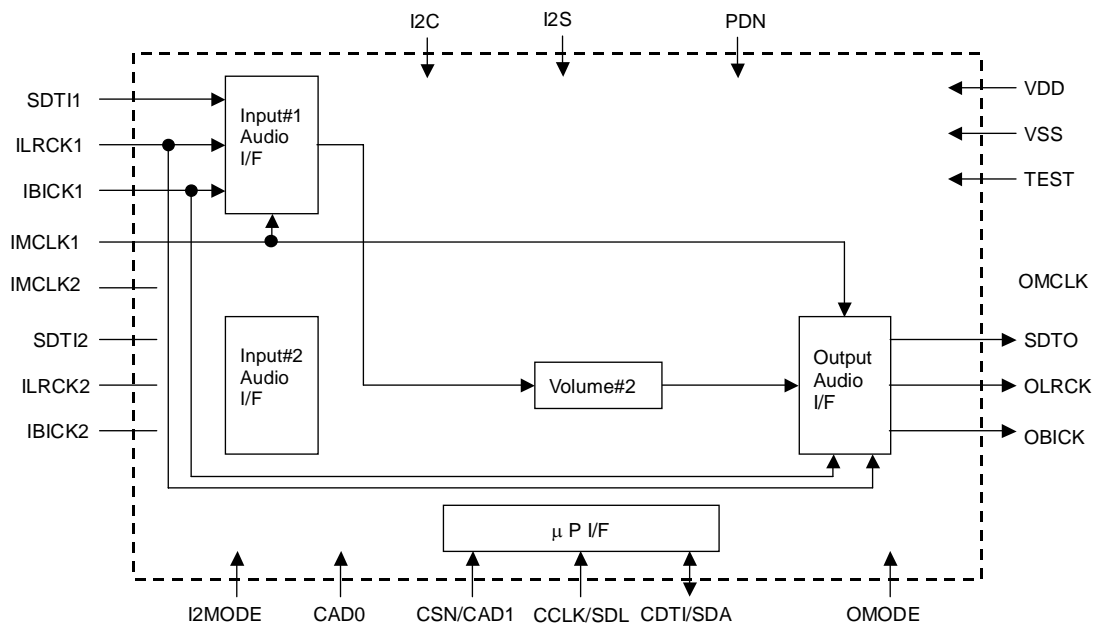 I2C
I2S
PDN
SDTI1
ILRCK1
IBICK1
IMCLK1
IMCLK2
SDTI2
ILRCK2
IBICK2
Input#1
Audio
I/F
Input#2
Audio
I/F
Volume#2
Output
Audio
I/F
VDD
VSS
TEST
OMCLK
SDTO
OLRCK
OBICK
μ P I/F
I2MODE
CAD0
CSN/CAD1
CCLK/SDL
CDTI/SDA
OMODE